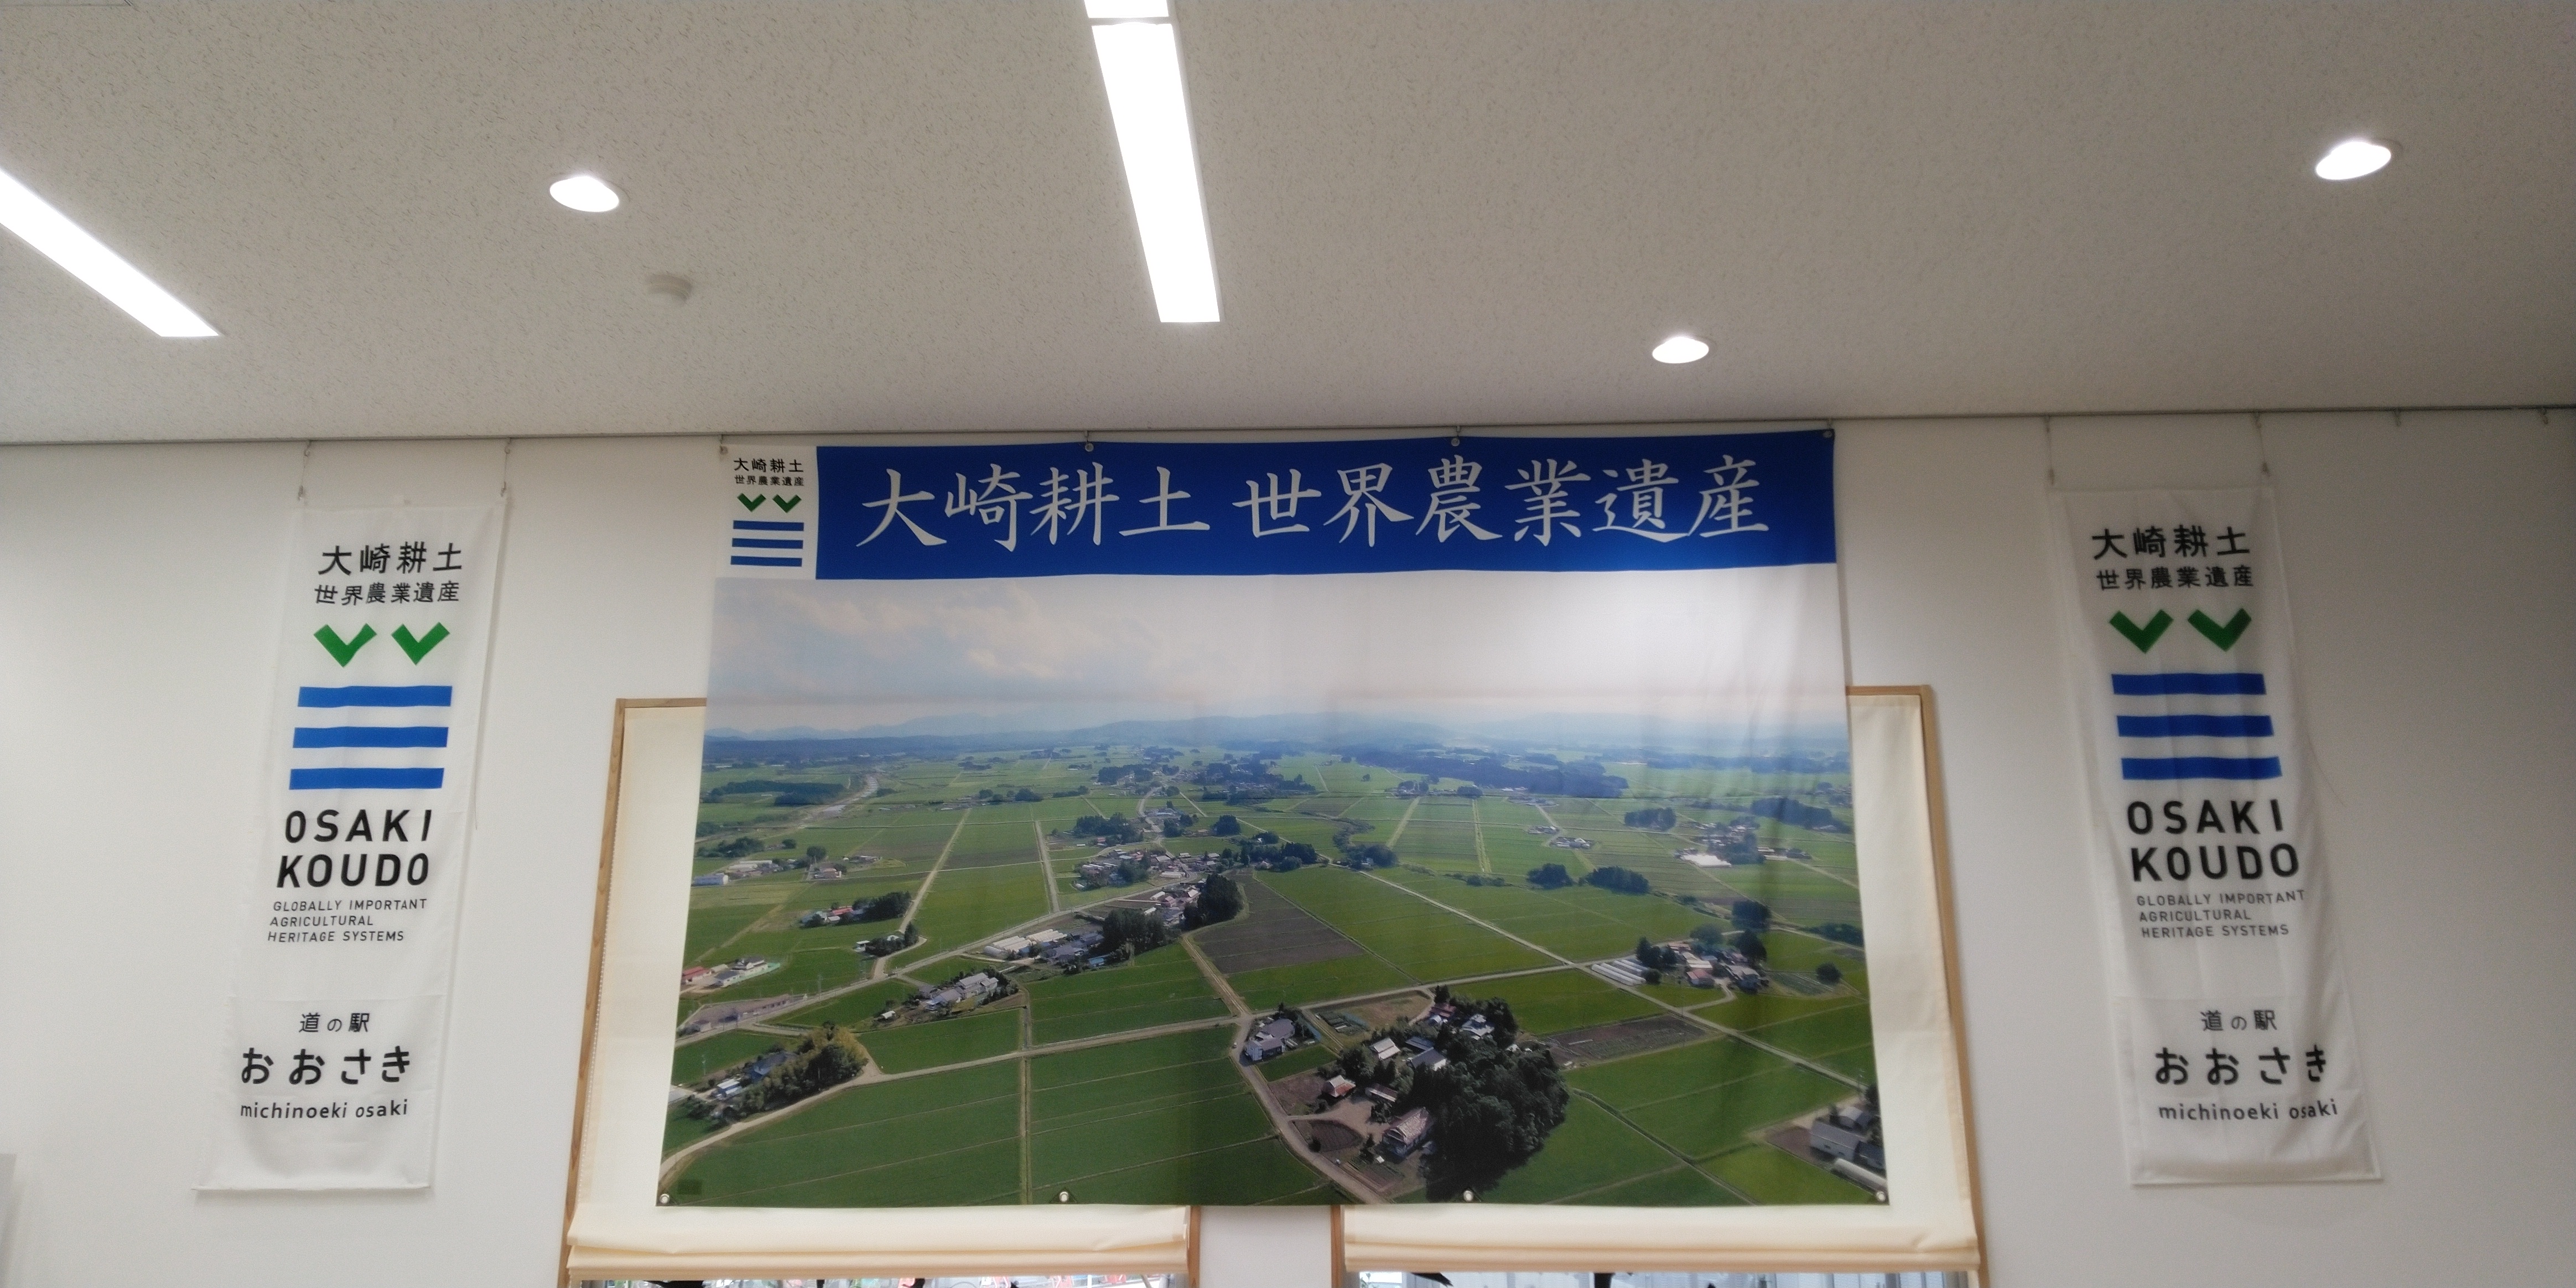 大崎耕土
世界農業遺産
OSAKI
KOUDO
GLOBALLY IMPORTANT
AGRICULTURAL
HERITAGE SYSTEMS
道の駅
おおさき
michinoeki osaki
大崎耕土
世界農業遺産
大崎耕土 世界農業遺産
大崎耕土
世界農業遺産
OSAKI
KOUDO
GLOBALLY IMPORTANT
AGRICULTURAL
HERITAGE SYSTEMS
道の駅
おおさき
michinoeki osaki